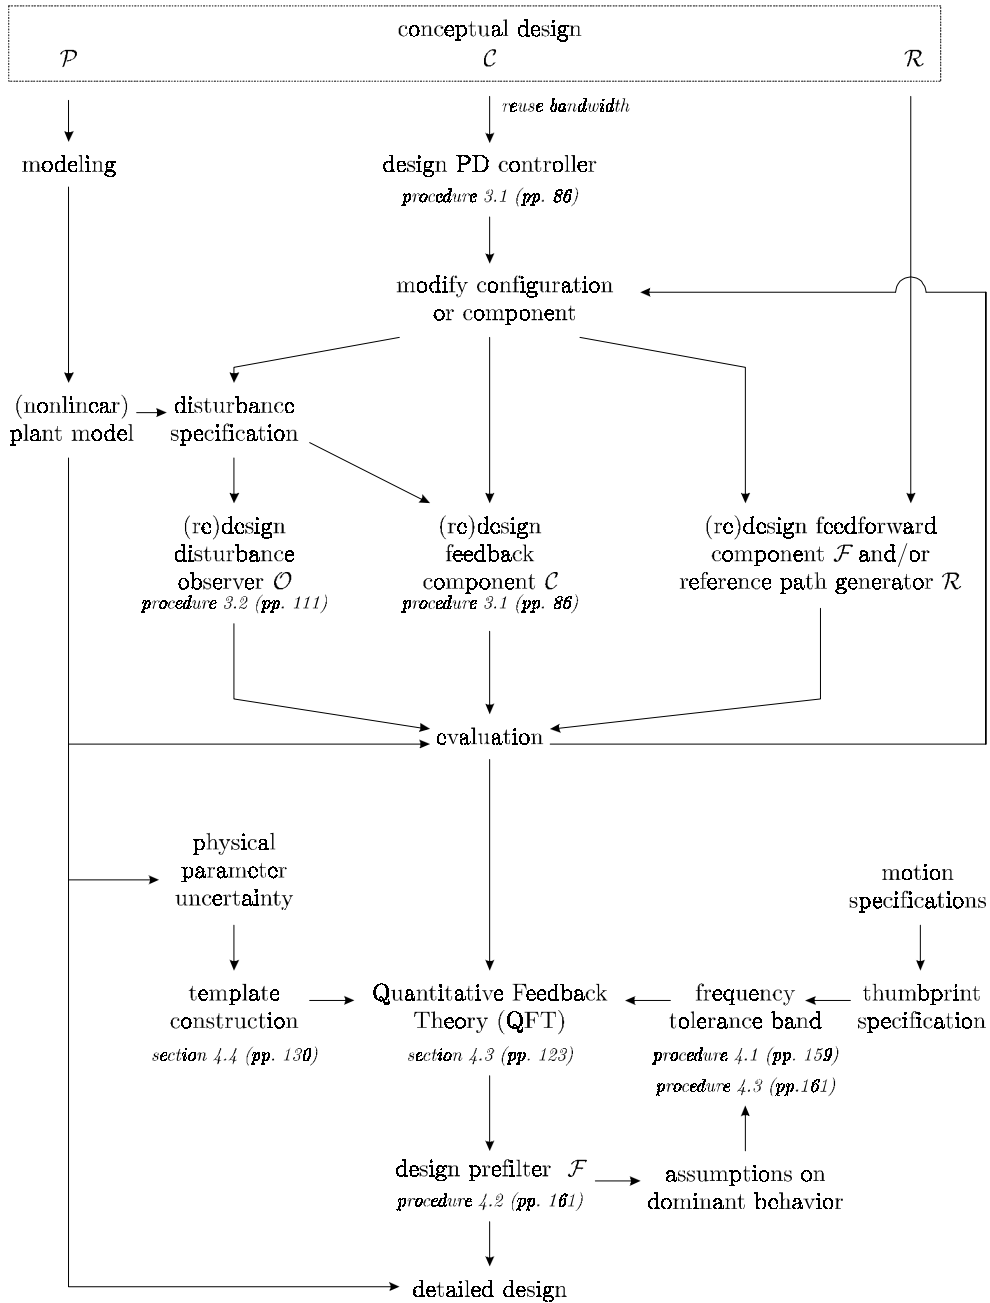 conceptual design
P C R
reuse bandwidth
modeling
design PD controller
procedure 3.1 (pp. 86)
modify configuration
or component
(nonlinear)
plant model
disturbance
specification
(re)design
disturbance
observer O
procedure 3.2 (pp. 111)
(re)design
feedback
component C
procedure 3.1 (pp. 86)
(re)design feedforward
component F and/or
reference path generator R
evaluation
physical
parameter
uncertainty
motion
specifications
template
construction
section 4.4 (pp. 130)
Quantitative Feedback
Theory (QFT)
section 4.3 (pp. 123)
frequency
tolerance band
procedure 4.1 (pp. 159)
procedure 4.3 (pp.161)
thumbprint
specification
design prefilter F
procedure 4.2 (pp. 161)
assumptions on
dominant behavior
detailed design